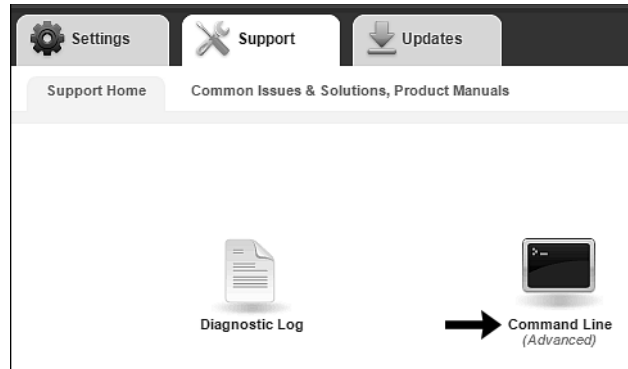 Settings
Support
Updates
Support Home
Common Issues & Solutions, Product Manuals
Diagnostic Log
Command Line
(Advanced)